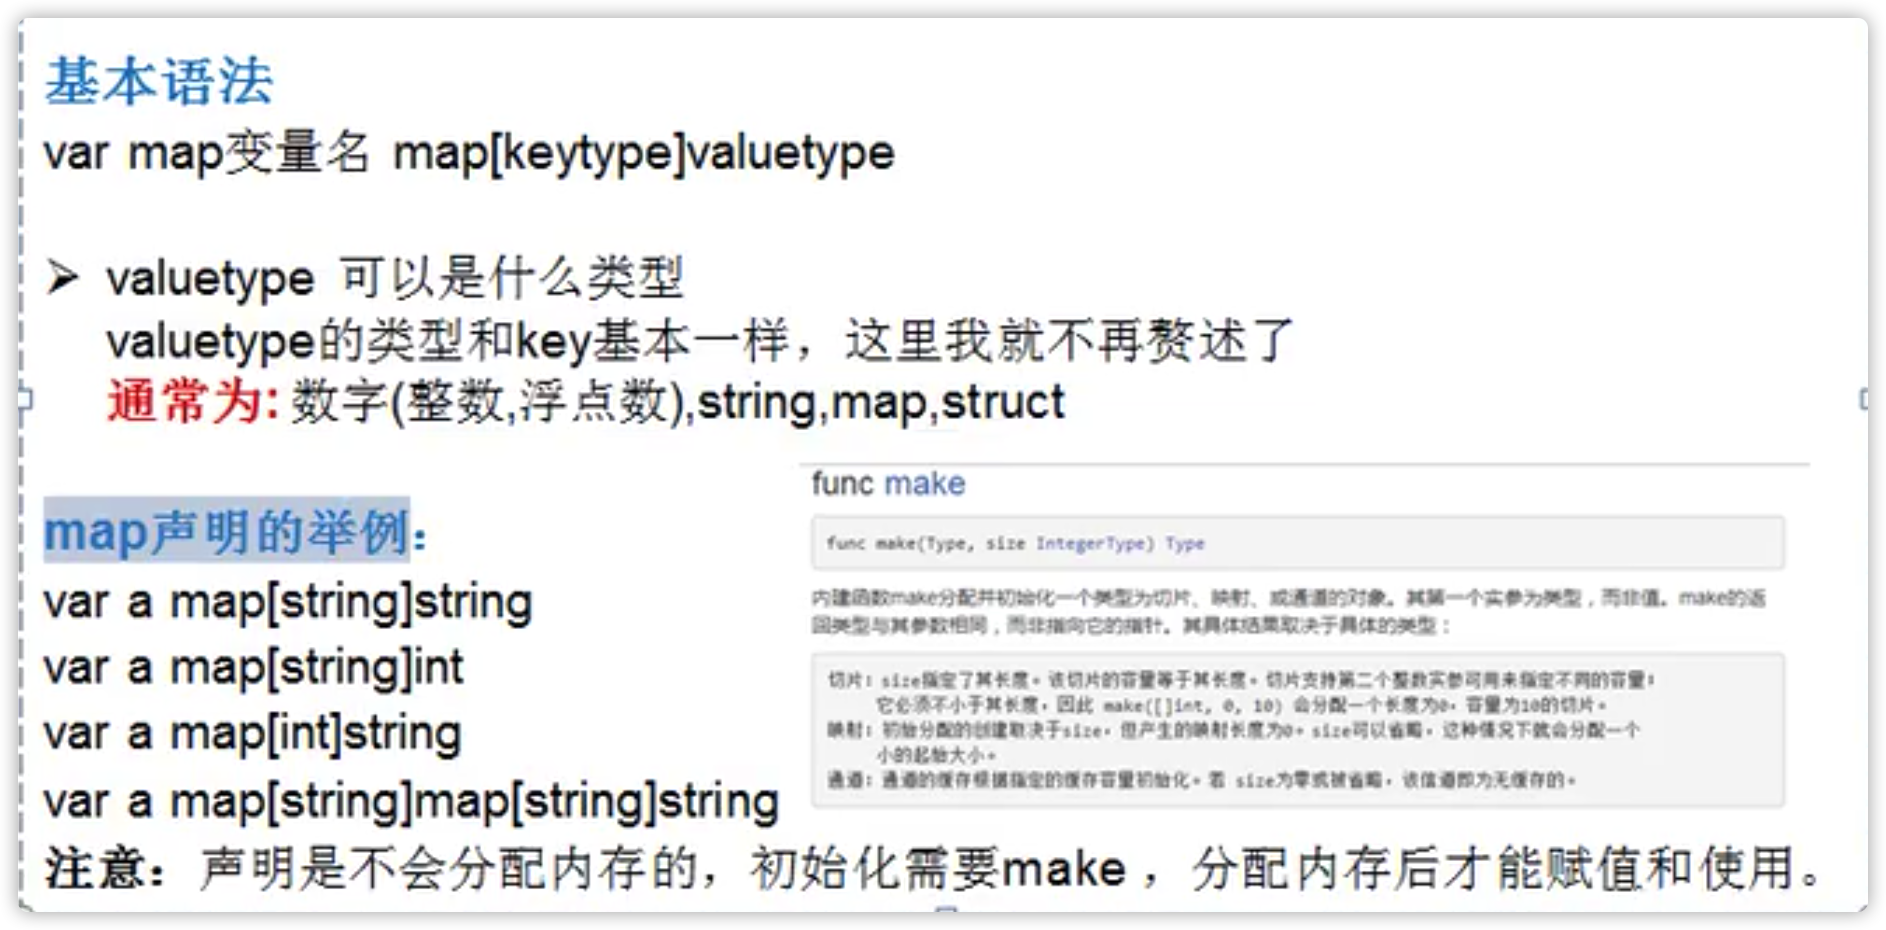 基本语法
var map变量名 map[keytype]valuetype
➢ valuetype 可以是什么类型
valuetype的类型和key基本一样，这里我就不再赘述了
通常为: 数字(整数,浮点数),string,map,struct
map声明的举例：
var a map[string]string
var a map[string]int
var a map[int]string
var a map[string]map[string]string
注意：声明是不会分配内存的，初始化需要make ，分配内存后才能赋值和使用。
func make
func make(Type, size IntegerType) Type
内建函数make分配并初始化一个类型为切片、映射、或通道的对象。其第一个实参为类型，而非值。make的返
回类型与其参数相同，而非指向它的指针。其具体结果取决于具体的类型：
切片：size指定了其长度。该切片的容量等于其长度。切片支持第二个整数实参可用来指定不同的容量；
它必须不小于其长度，因此 make([]int, 0, 10) 会分配一个长度为0，容量为10的切片。
映射：初始分配的创建取决于size，但产生的映射长度为0。size可以省略，这种情况下就会分配一个
小的起始大小。
通道：通道的缓存根据指定的缓存容量初始化。若 size为零或被省略，该信道即为无缓存的。